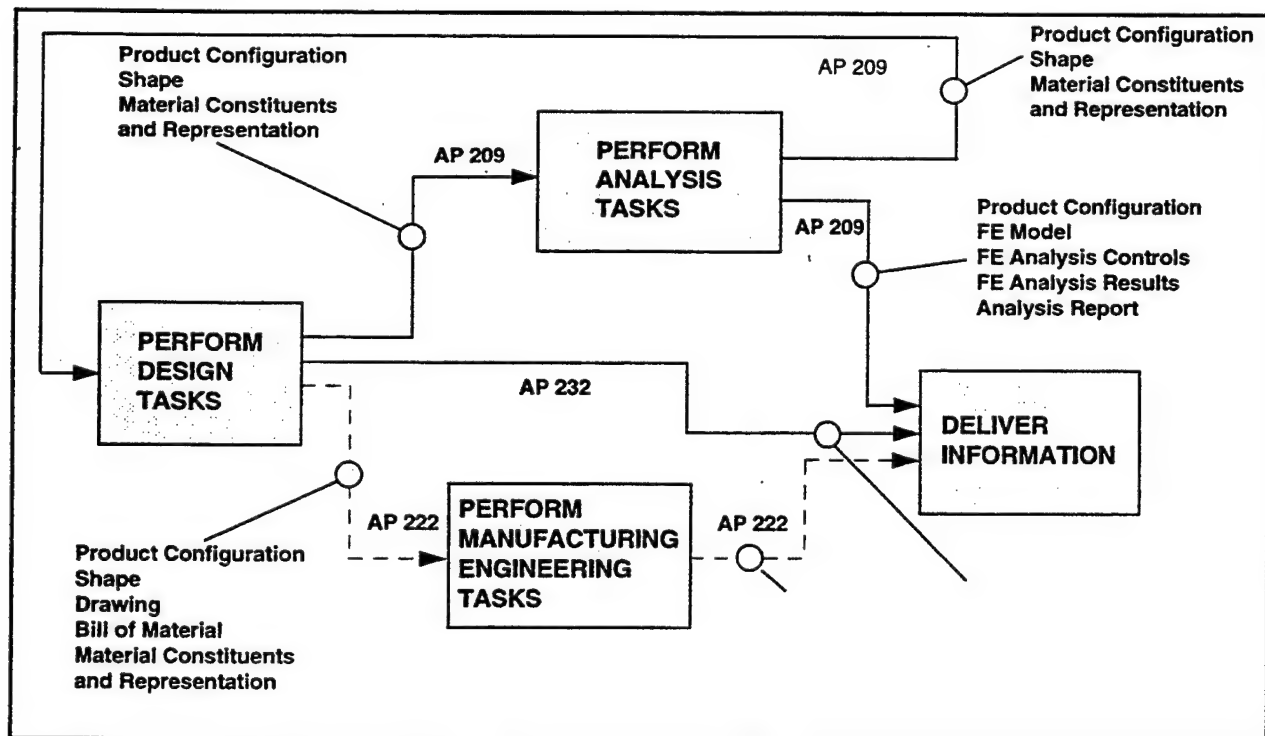 Product Configuration
Shape
Material Constituents
and Representation
AP 209
Product Configuration
Shape
Material Constituents
and Representation
AP 209
PERFORM
ANALYSIS
TASKS
AP 209
Product Configuration
FE Model
FE Analysis Controls
FE Analysis Results
Analysis Report
PERFORM
DESIGN
TASKS
AP 232
DELIVER
INFORMATION
AP 222
PERFORM
MANUFACTURING
ENGINEERING
TASKS
AP 222
Product Configuration
Shape
Drawing
Bill of Material
Material Constituents
and Representation